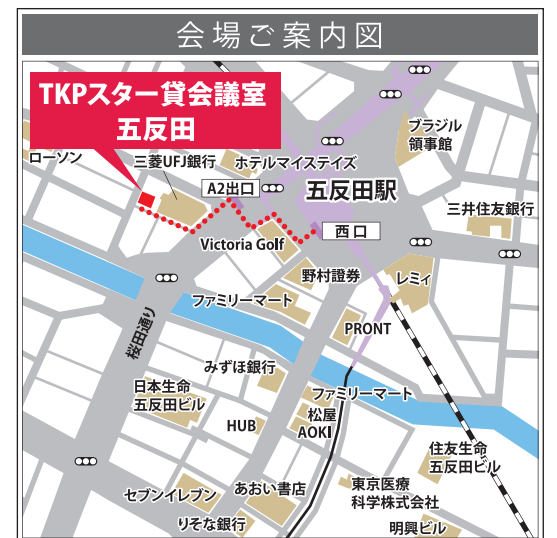 会場ご案内図
TKPスター貸会議室
五反田
ローソン
三菱UFJ銀行
ホテルマイステイズ
ブラジル
領事館
A2出口
五反田駅
三井住友銀行
西口
Victoria Golf
野村證券
レミィ
ファミリーマート
桜田通り
PRONT
みずほ銀行
日本生命
五反田ビル
ファミリーマート
HUB
松屋
AOKI
住友生命
五反田ビル
セブンイレブン
あおい書店
東京医療
科学株式会社
りそな銀行
明興ビル